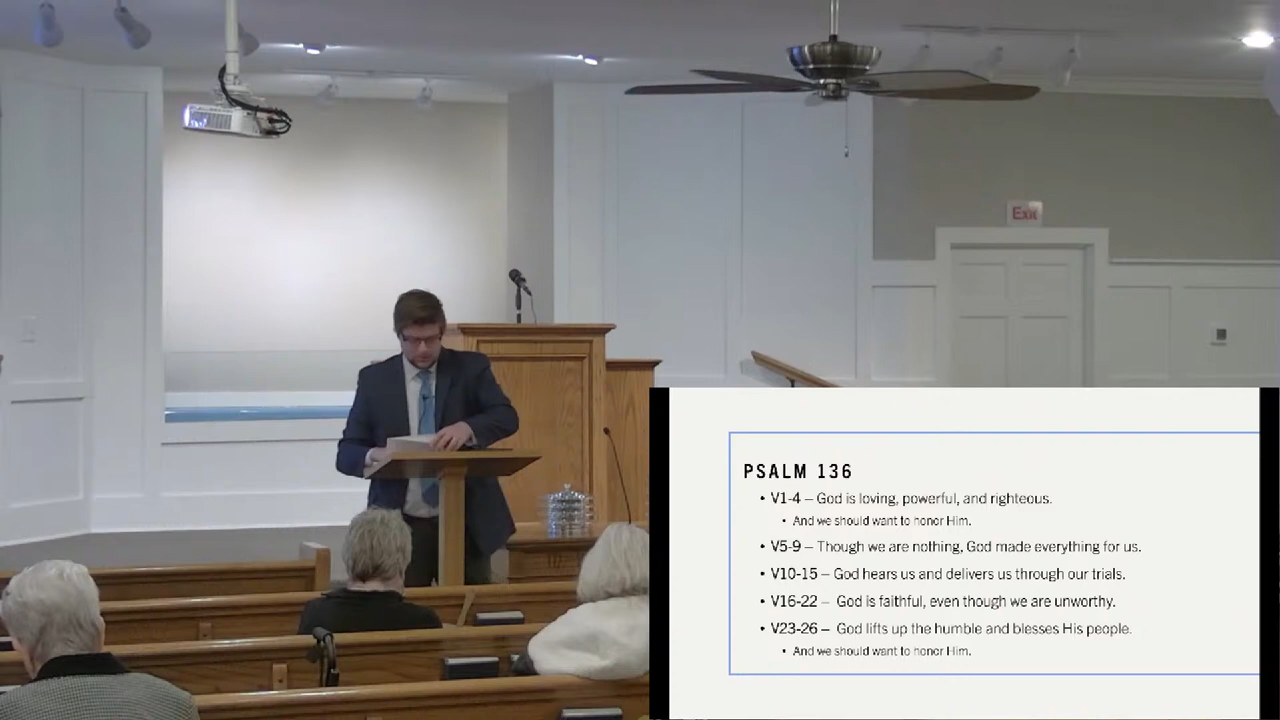 Exit
PSALM 136
• V1-4 – God is loving, powerful, and righteous.
• And we should want to honor Him.
• V5-9 – Though we are nothing, God made everything for us.
• V10-15 – God hears us and delivers us through our trials.
• V16-22 – God is faithful, even though we are unworthy.
• V23-26 – God lifts up the humble and blesses His people.
• And we should want to honor Him.